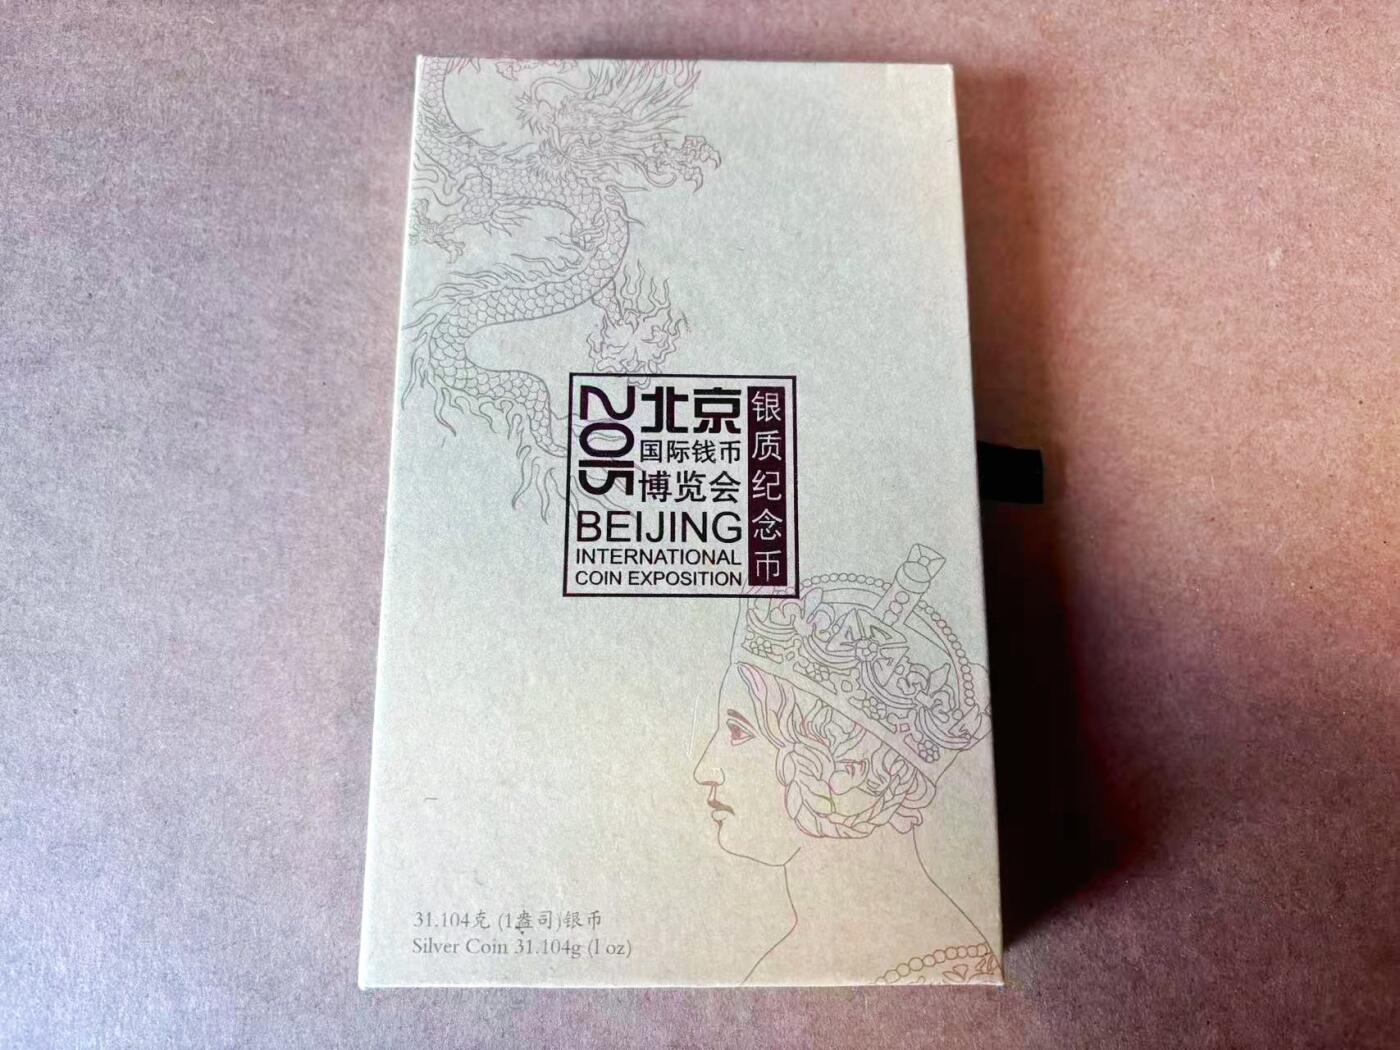 2015
北京
国际钱币
博览会
BEIJING
INTERNATIONAL
COIN EXPOSITION
银质纪念币
31.104克 (1盎司)银币
Silver Coin 31.104g (1 oz)